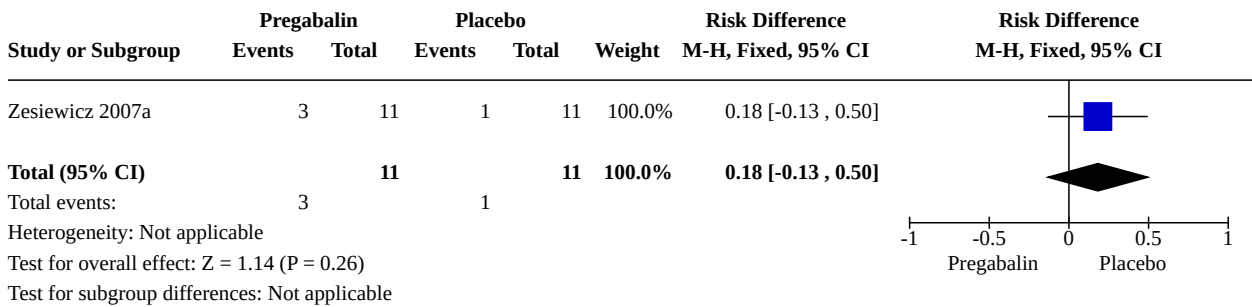 Pregabalin Placebo Risk Difference Risk Difference
Study or Subgroup Events Total Events Total Weight M-H, Fixed, 95% CI M-H, Fixed, 95% CI
Zesiewicz 2007a 3 11 1 11 100.0% 0.18 [-0.13 , 0.50]
Total (95% CI) 11 11 100.0% 0.18 [-0.13 , 0.50]
Total events: 3 1
Heterogeneity: Not applicable
-1 -0.5 0 0.5 1
Test for overall effect: Z = 1.14 (P = 0.26) Pregabalin Placebo
Test for subgroup differences: Not applicable